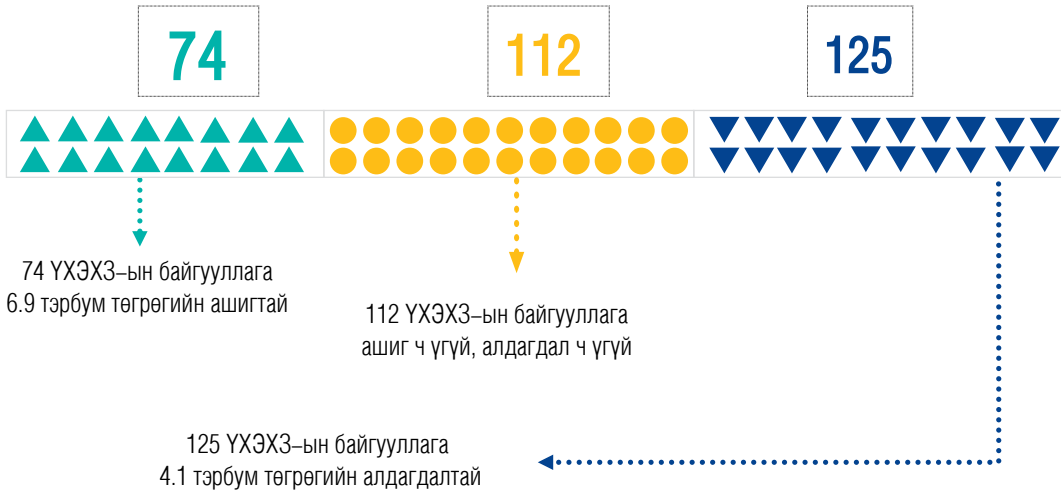 74
112
125
74 ҮХЭХЗ–ын байгууллага
6.9 тэрбум төгрөгийн ашигтай
112 ҮХЭХЗ–ын байгууллага
ашиг ч үгүй, алдагдал ч үгүй
125 ҮХЭХЗ–ын байгууллага
4.1 тэрбум төгрөгийн алдагдалтай